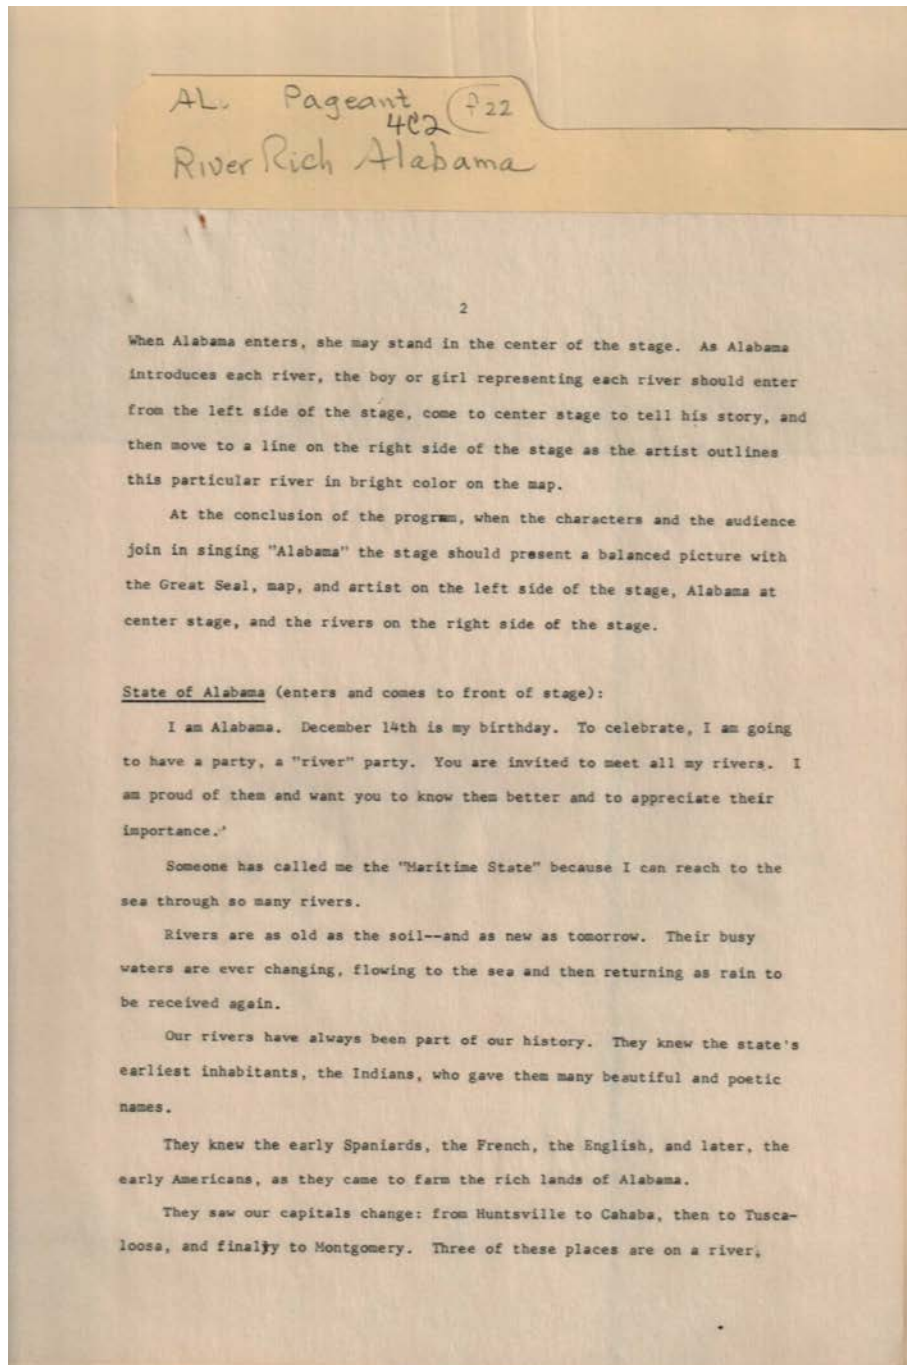 AL. Pageant f22
4C2
River Rich Alabama
2
When Alabama enters, she may stand in the center of the stage. As Alabama
introduces each river, the boy or girl representing each river should enter
from the left side of the stage, come to center stage to tell his story, and
then move to a line on the right side of the stage as the artist outlines
this particular river in bright color on the map.
At the conclusion of the program, when the characters and the audience
join in singing "Alabama" the stage should present a balanced picture with
the Great Seal, map, and artist on the left side of the stage, Alabama at
center stage, and the rivers on the right side of the stage.
State of Alabama (enters and comes to front of stage):
I am Alabama. December 14th is my birthday. To celebrate, I am going
to have a party, a "river" party. You are invited to meet all my rivers. I
am proud of them and want you to know them better and to appreciate their
importance.
Someone has called me the "Maritime State" because I can reach to the
sea through so many rivers.
Rivers are as old as the soil--and as new as tomorrow. Their busy
waters are ever changing, flowing to the sea and then returning as rain to
be received again.
Our rivers have always been part of our history. They knew the state's
earliest inhabitants, the Indians, who gave them many beautiful and poetic
names.
They knew the early Spaniards, the French, the English, and later, the
early Americans, as they came to farm the rich lands of Alabama.
They saw our capitals change: from Huntsville to Cahaba, then to Tusca-
loosa, and finally to Montgomery. Three of these places are on a river,